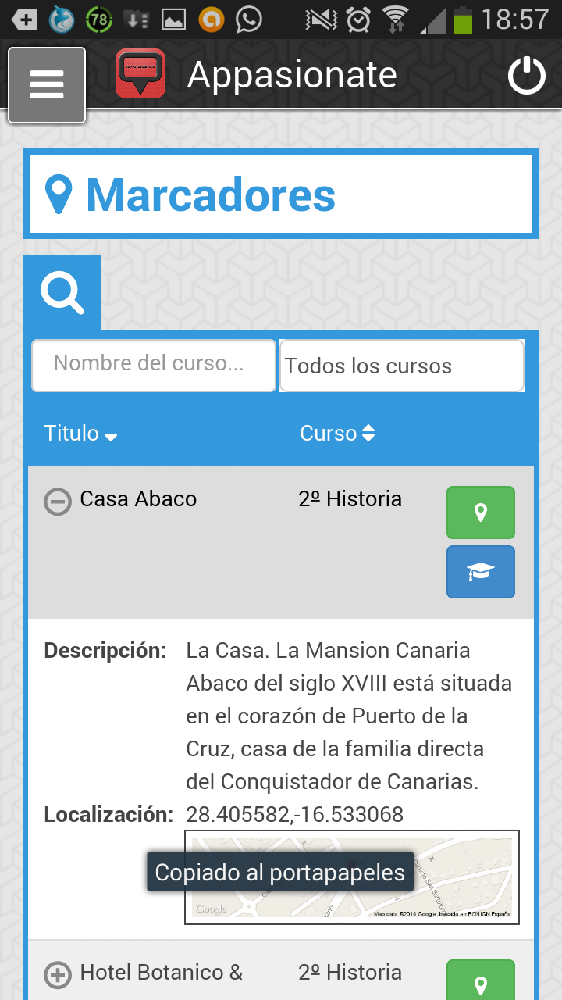 78 18:57
Appasionate
Marcadores
Nombre del curso... Todos los cursos
Titulo Curso
Casa Abaco 2º Historia
Descripción: La Casa. La Mansion Canaria
Abaco del siglo XVIII está situada
en el corazón de Puerto de la
Cruz, casa de la familia directa
del Conquistador de Canarias.
Localización: 28.405582,-16.533068
Copiado al portapapeles
Camino San Bartolom
Google
Map data ©2014 Google, basado en BCN IGN España
Hotel Botanico & 2º Historia